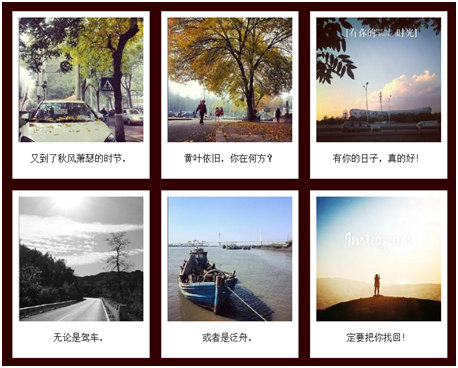 有你的 时光
又到了秋风萧瑟的时节，
黄叶依旧，你在何方？
有你的日子，真的好！
Instagram
无论是驾车，
或者是泛舟，
定要把你找回！